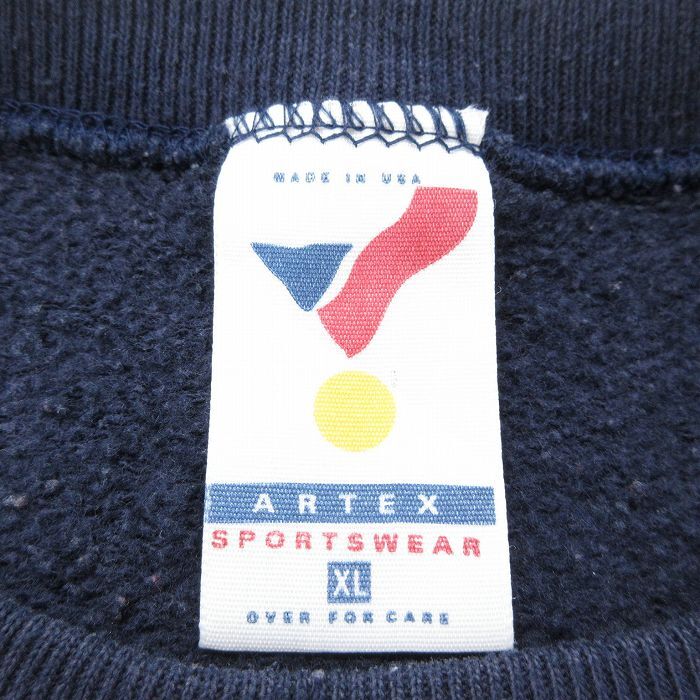 MADE IN USA
ARTEX
SPORTSWEAR
XL
OVER FOR CARE